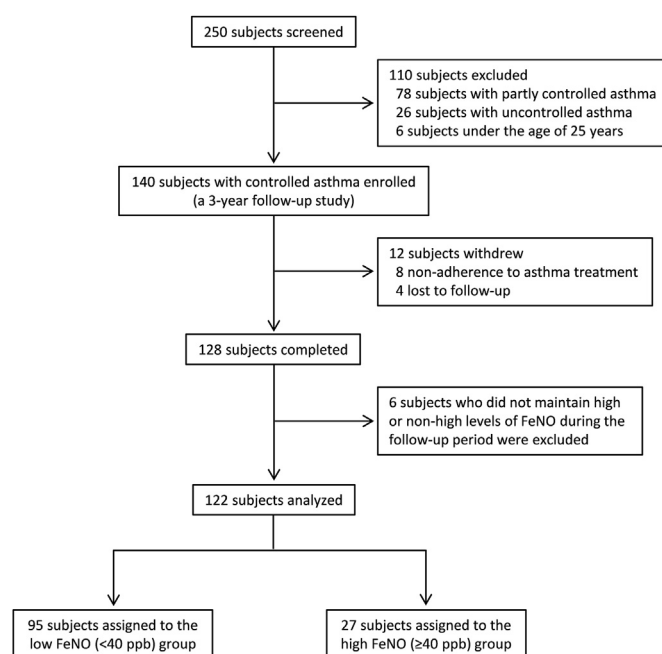 250 subjects screened
110 subjects excluded
78 subjects with partly controlled asthma
26 subjects with uncontrolled asthma
6 subjects under the age of 25 years
140 subjects with controlled asthma enrolled
(a 3-year follow-up study)
12 subjects withdrew
8 non-adherence to asthma treatment
4 lost to follow-up
128 subjects completed
6 subjects who did not maintain high
or non-high levels of FeNO during the
follow-up period were excluded
122 subjects analyzed
95 subjects assigned to the
low FeNO (<40 ppb) group
27 subjects assigned to the
high FeNO (≥40 ppb) group